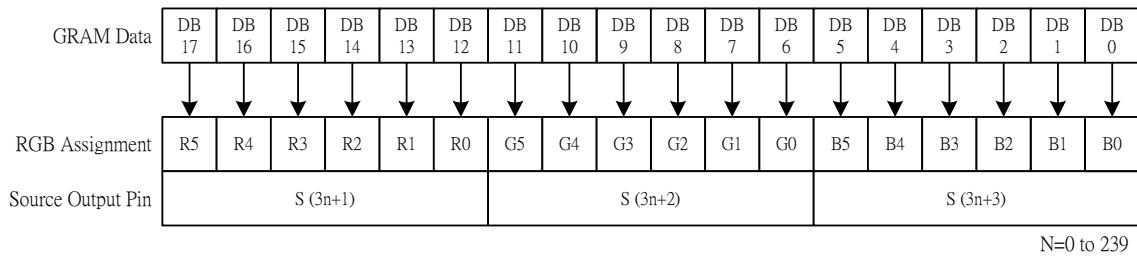 GRAM Data DB 17 DB 16 DB 15 DB 14 DB 13 DB 12 DB 11 DB 10 DB 9 DB 8 DB 7 DB 6 DB 5 DB 4 DB 3 DB 2 DB 1 DB 0
RGB Assignment R5 R4 R3 R2 R1 R0 G5 G4 G3 G2 G1 G0 B5 B4 B3 B2 B1 B0
Source Output Pin S (3n+1) S (3n+2) S (3n+3)
N=0 to 239